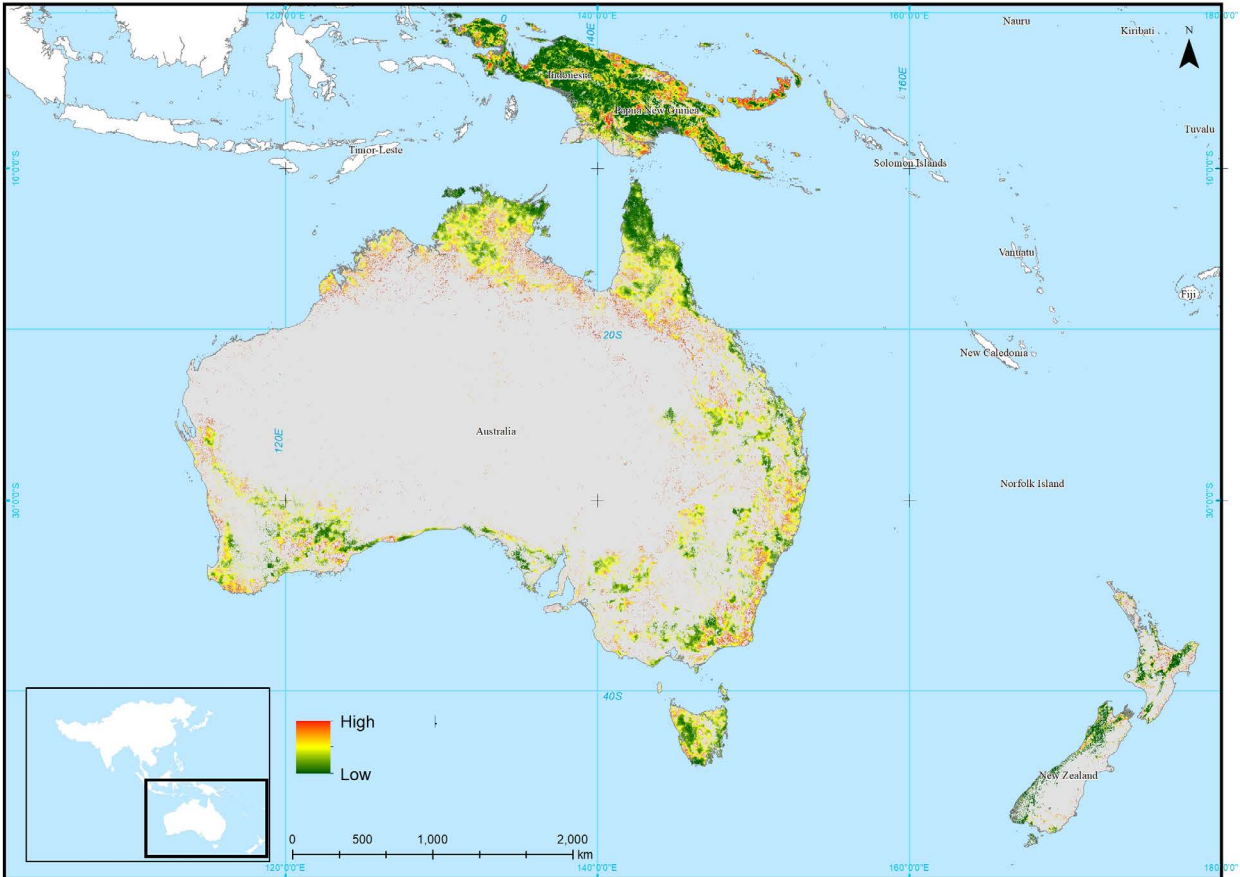 120°0'0"E
0
140°0'0"E
160°0'0"E
180°0'0"
Nauru
Kiribati
N
140E
160E
Indonesia
Papua New Guinea
Tuvalu
Timor-Leste
Solomon Islands
10°0'0"S
10°0'0"S
Vanuatu
Fiji
20S
New Caledonia
Australia
120E
Norfolk Island
30°0'0"S
30°0'0"S
40S
High
Low
New Zealand
0 500 1,000 2,000
km
120°0'0"E
140°0'0"E
160°0'0"E
180°0'0"